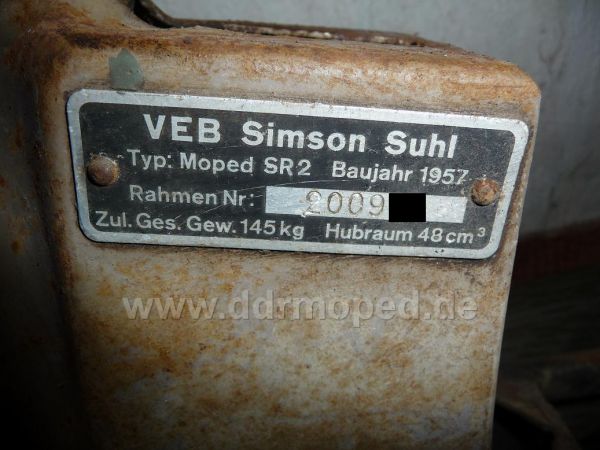 VEB Simson Suhl
Typ: Moped SR2 Baujahr 1957
Rahmen Nr: 2009
Zul. Ges. Gew. 145 kg Hubraum 48 cm³
www.ddrmoped.de